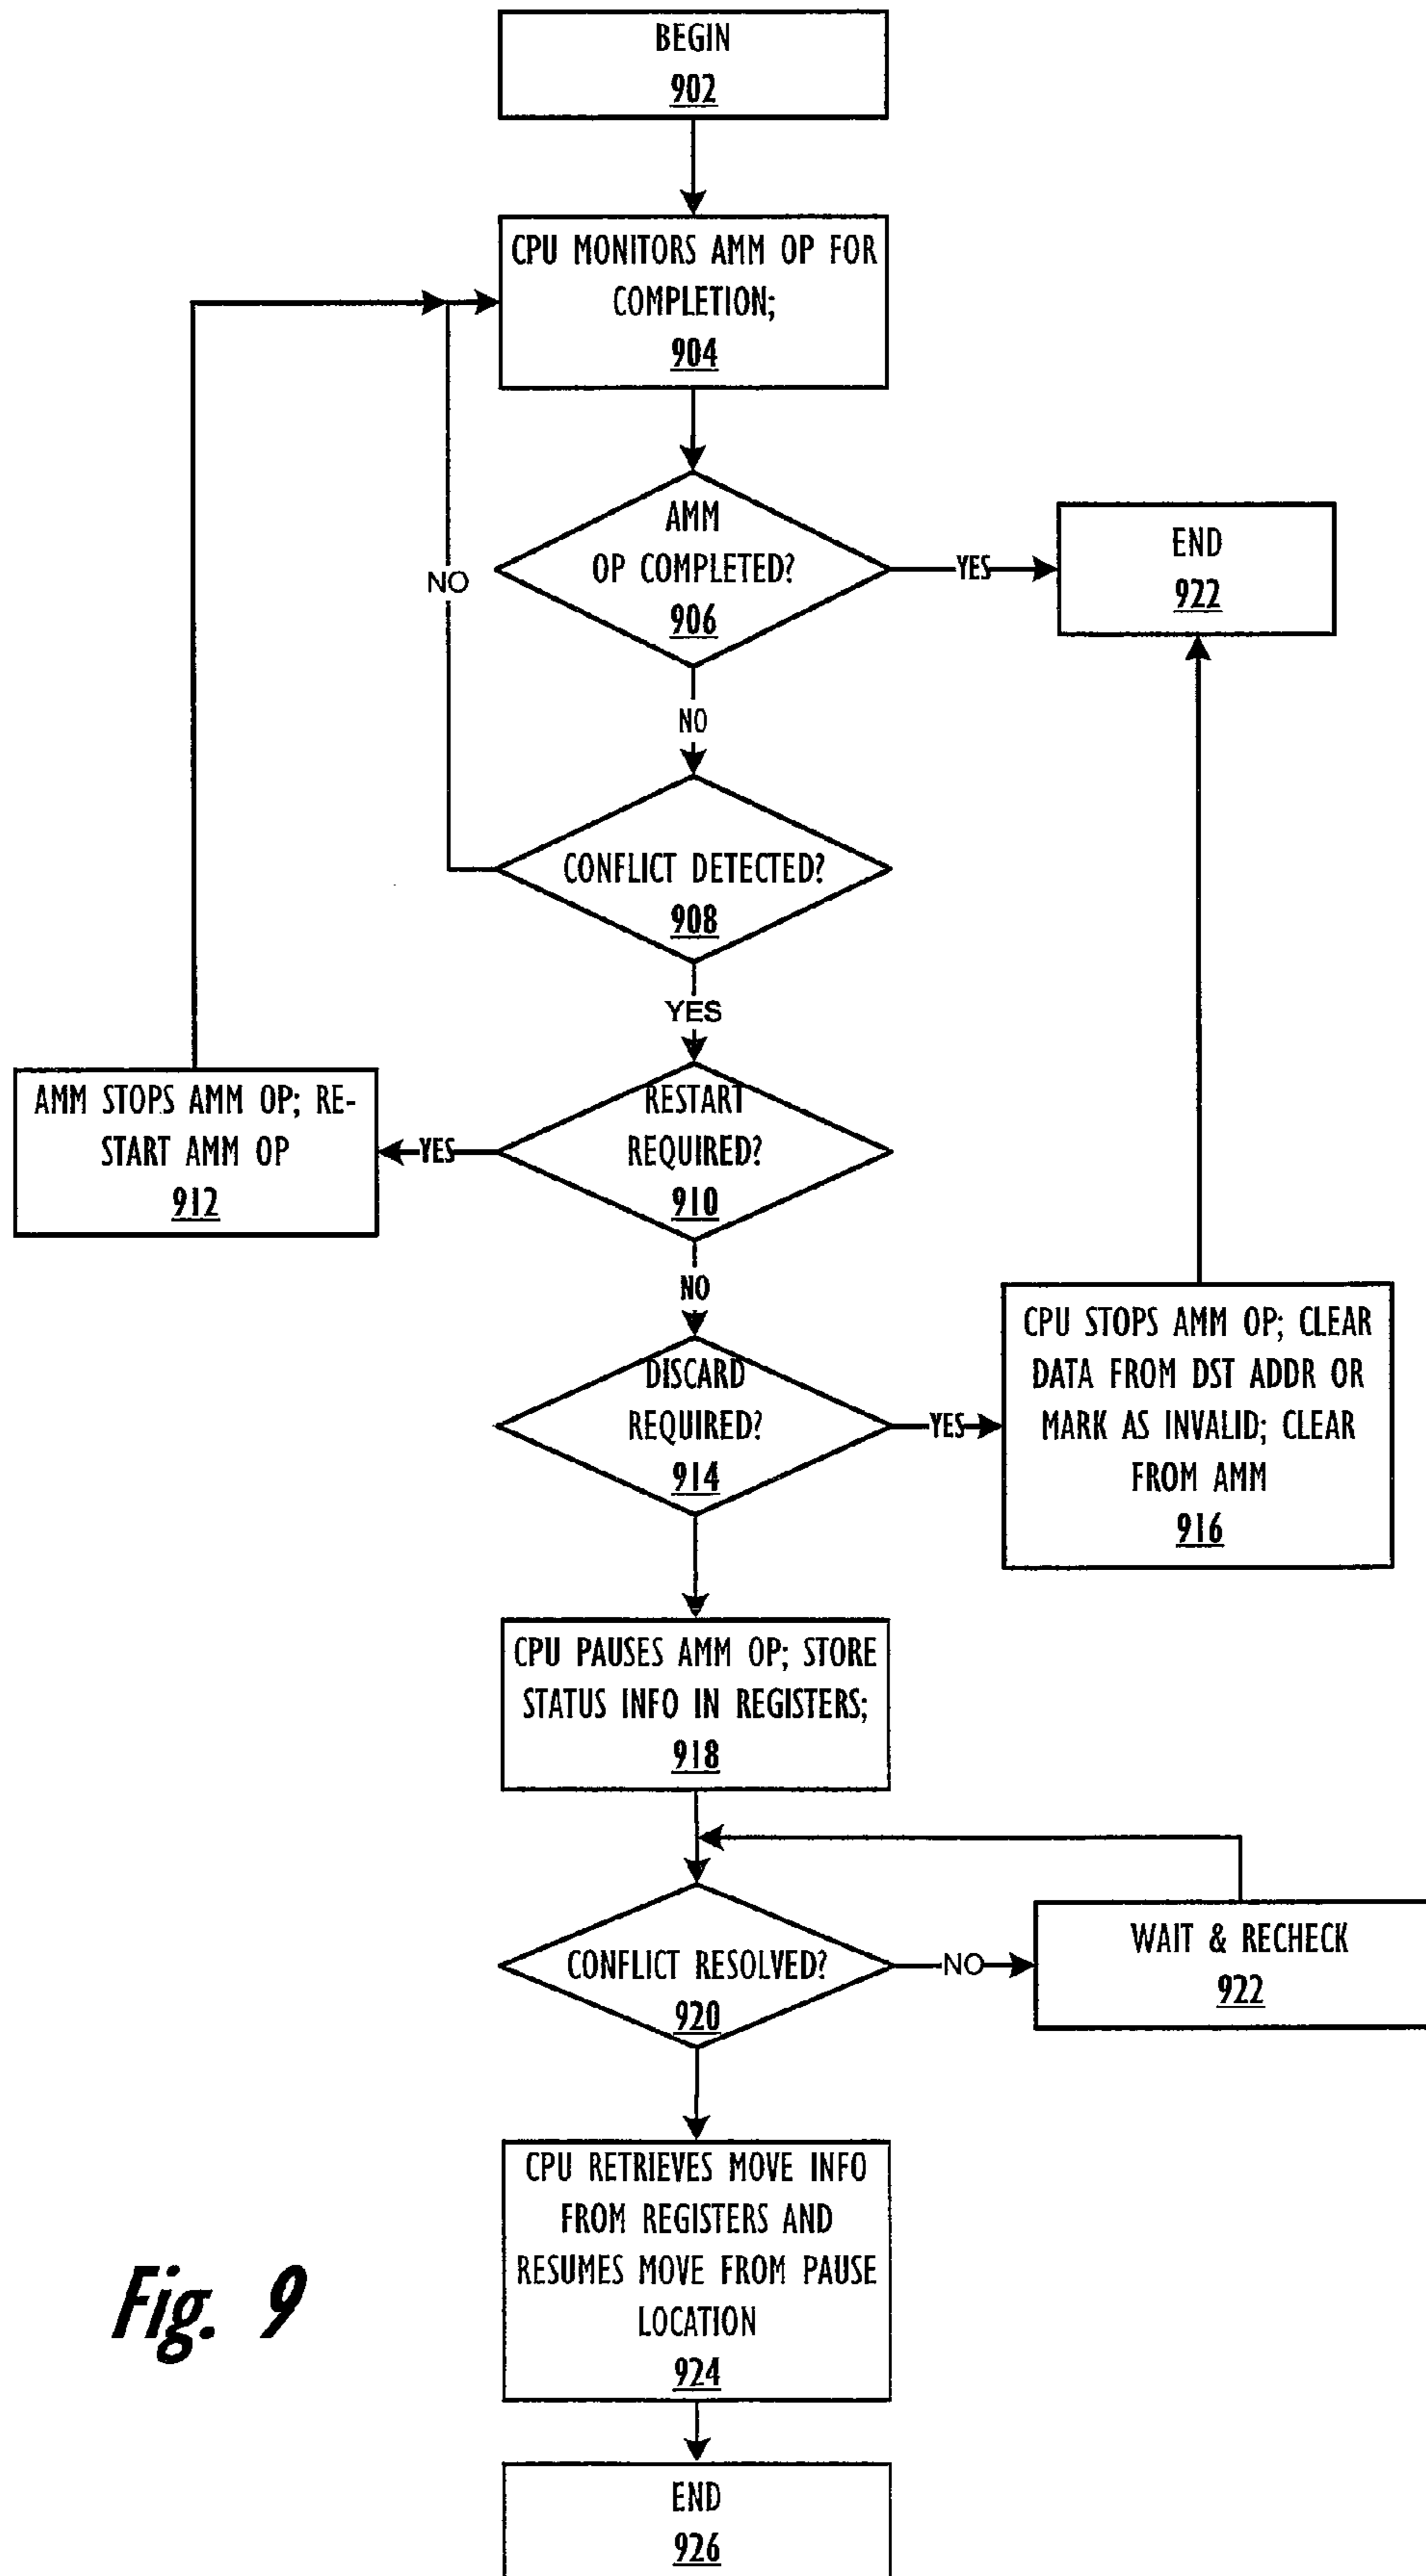 BEGIN
902
CPU MONITORS AMM OP FOR
COMPLETION;
904
AMM
OP COMPLETED?
906
YES
END
922
NO
NO
CONFLICT DETECTED?
908
YES
AMM STOPS AMM OP; RE-
START AMM OP
912
YES
RESTART
REQUIRED?
910
NO
DISCARD
REQUIRED?
914
YES
CPU STOPS AMM OP; CLEAR
DATA FROM DST ADDR OR
MARK AS INVALID; CLEAR
FROM AMM
916
CPU PAUSES AMM OP; STORE
STATUS INFO IN REGISTERS;
918
CONFLICT RESOLVED?
920
NO
WAIT & RECHECK
922
CPU RETRIEVES MOVE INFO
FROM REGISTERS AND
RESUMES MOVE FROM PAUSE
LOCATION
924
Fig. 9
END
926